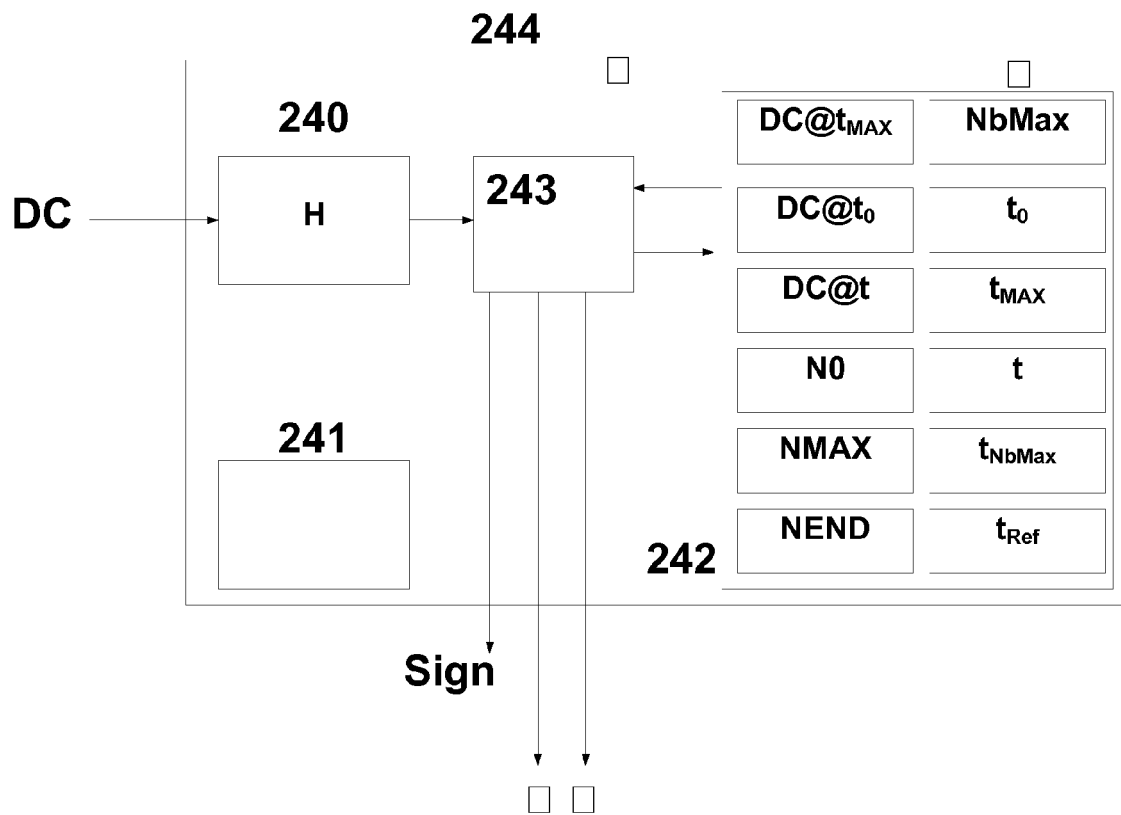 244
240
DC@tMAX
NbMax
DC
H
243
DC@t0
t0
DC@t
tMAX
N0
t
241
NMAX
tNbMax
242
NEND
tRef
Sign